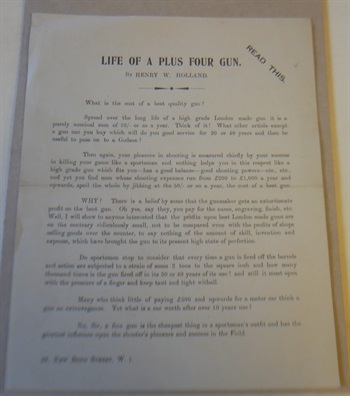 LIFE OF A PLUS FOUR GUN.
READ THIS.
By HENRY W. HOLLAND.
What is the cost of a best quality gun?
Spread over the long life of a high grade London made gun it is a
purely nominal sum of 50/- or so a year. Think of it! What other article except
a gun can you buy which will do you good service for 30 or 40 years and then be
useful to pass on to a Godson?
Then again, your pleasure in shooting is measured chiefly by your success
in killing your game like a sportsman and nothing helps you in this respect like a
high grade gun which fits you—has a good balance—good shooting powers—etc., etc.
and yet you find men whose shooting expenses run from £200 to £1,000 a year and
upwards, spoil the whole by jibbing at the 50/- or so a year, the cost of a best gun.
WHY? There is a belief by some that the gunmaker gets an extortionate
profit on the best gun. Oh yes, say they, you pay for the name, engraving, finish, etc.
Well, I will show to anyone interested that the profits upon best London made guns are
on the contrary ridiculously small, not to be compared even with the profits of shops
selling goods over the counter, to say nothing of the amount of skill, invention and
expense, which have brought the gun to its present high state of perfection.
Do sportsmen stop to consider that every time a gun is fired off the barrels
and action are subjected to a strain of some 3 tons to the square inch and how many
thousand times is the gun fired off in its 30 or 40 years of its use! and still it must open
with the pressure of a finger and keep taut and tight withall.
Many who think little of paying £500 and upwards for a motor car think a
gun an extravagance. Yet what is a car worth after over 10 years use?
No, No, a best gun is the cheapest thing in a sportsman's outfit and has the
greatest influence upon the shooter's pleasure and success in the Field.
Bond Street, W. 1.